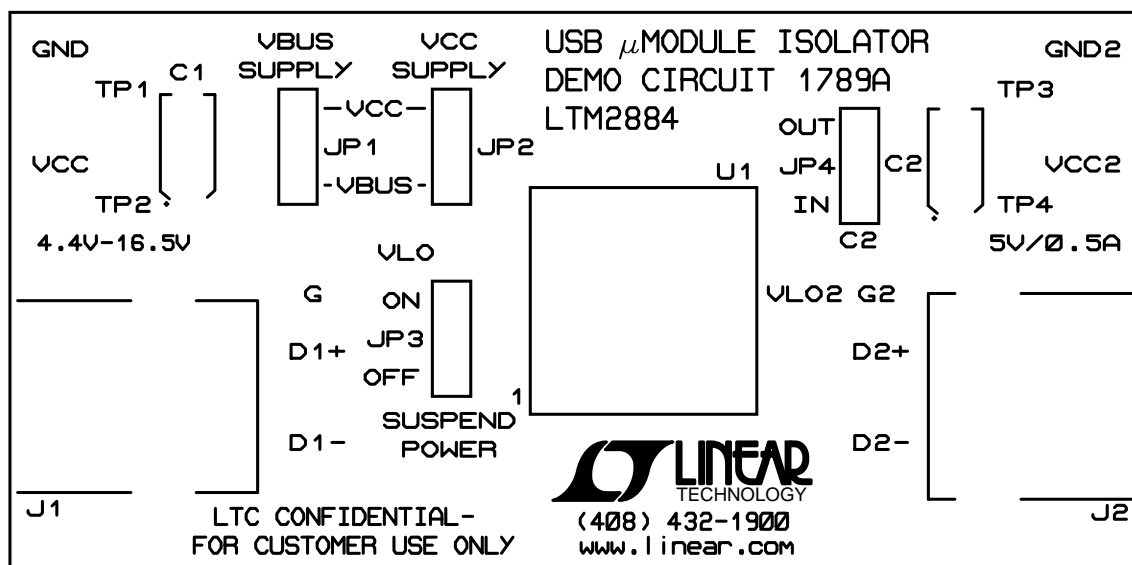 GND
VBUS
SUPPLY
VCC
SUPPLY
USB µMODULE ISOLATOR
DEMO CIRCUIT 1789A
LTM2884
GND2
TP1
C1
-VCC-
JP1
JP2
-VBUS-
VCC
TP2
4.4V-16.5V
OUT
JP4
IN
C2
C2
TP3
VCC2
TP4
5V/0.5A
U1
1
VLO
ON
JP3
OFF
SUSPEND
POWER
G
D1+
D1-
J1
VLO2
G2
D2+
D2-
J2
LTC CONFIDENTIAL-
FOR CUSTOMER USE ONLY
LINEAR
TECHNOLOGY
(408) 432-1900
www.linear.com